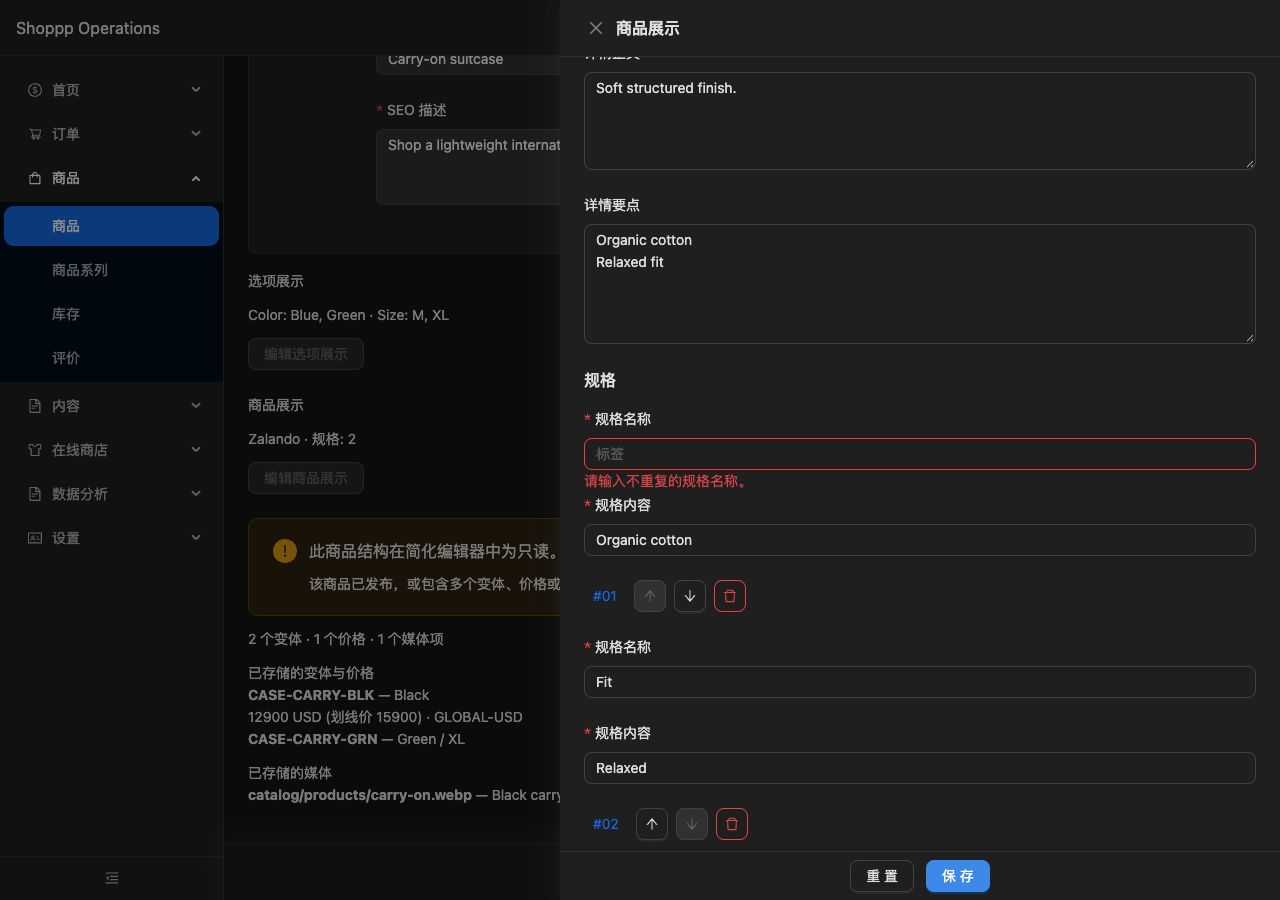 Shoppp Operations
首页
订单
商品
商品
商品系列
库存
评价
内容
在线商店
数据分析
设置
Carry-on suitcase
* SEO 描述
Shop a lightweight internat
选项展示
Color: Blue, Green · Size: M, XL
编辑选项展示
商品展示
Zalando · 规格: 2
编辑商品展示
此商品结构在简化编辑器中为只读。
该商品已发布，或包含多个变体、价格或
2 个变体 · 1 个价格 · 1 个媒体项
已存储的变体与价格
CASE-CARRY-BLK — Black
12900 USD (划线价 15900) · GLOBAL-USD
CASE-CARRY-GRN — Green / XL
已存储的媒体
catalog/products/carry-on.webp — Black carry
商品展示
Soft structured finish.
详情要点
Organic cotton
Relaxed fit
规格
* 规格名称
标签
请输入不重复的规格名称。
* 规格内容
Organic cotton
#01
* 规格名称
Fit
* 规格内容
Relaxed
#02
重 置
保 存